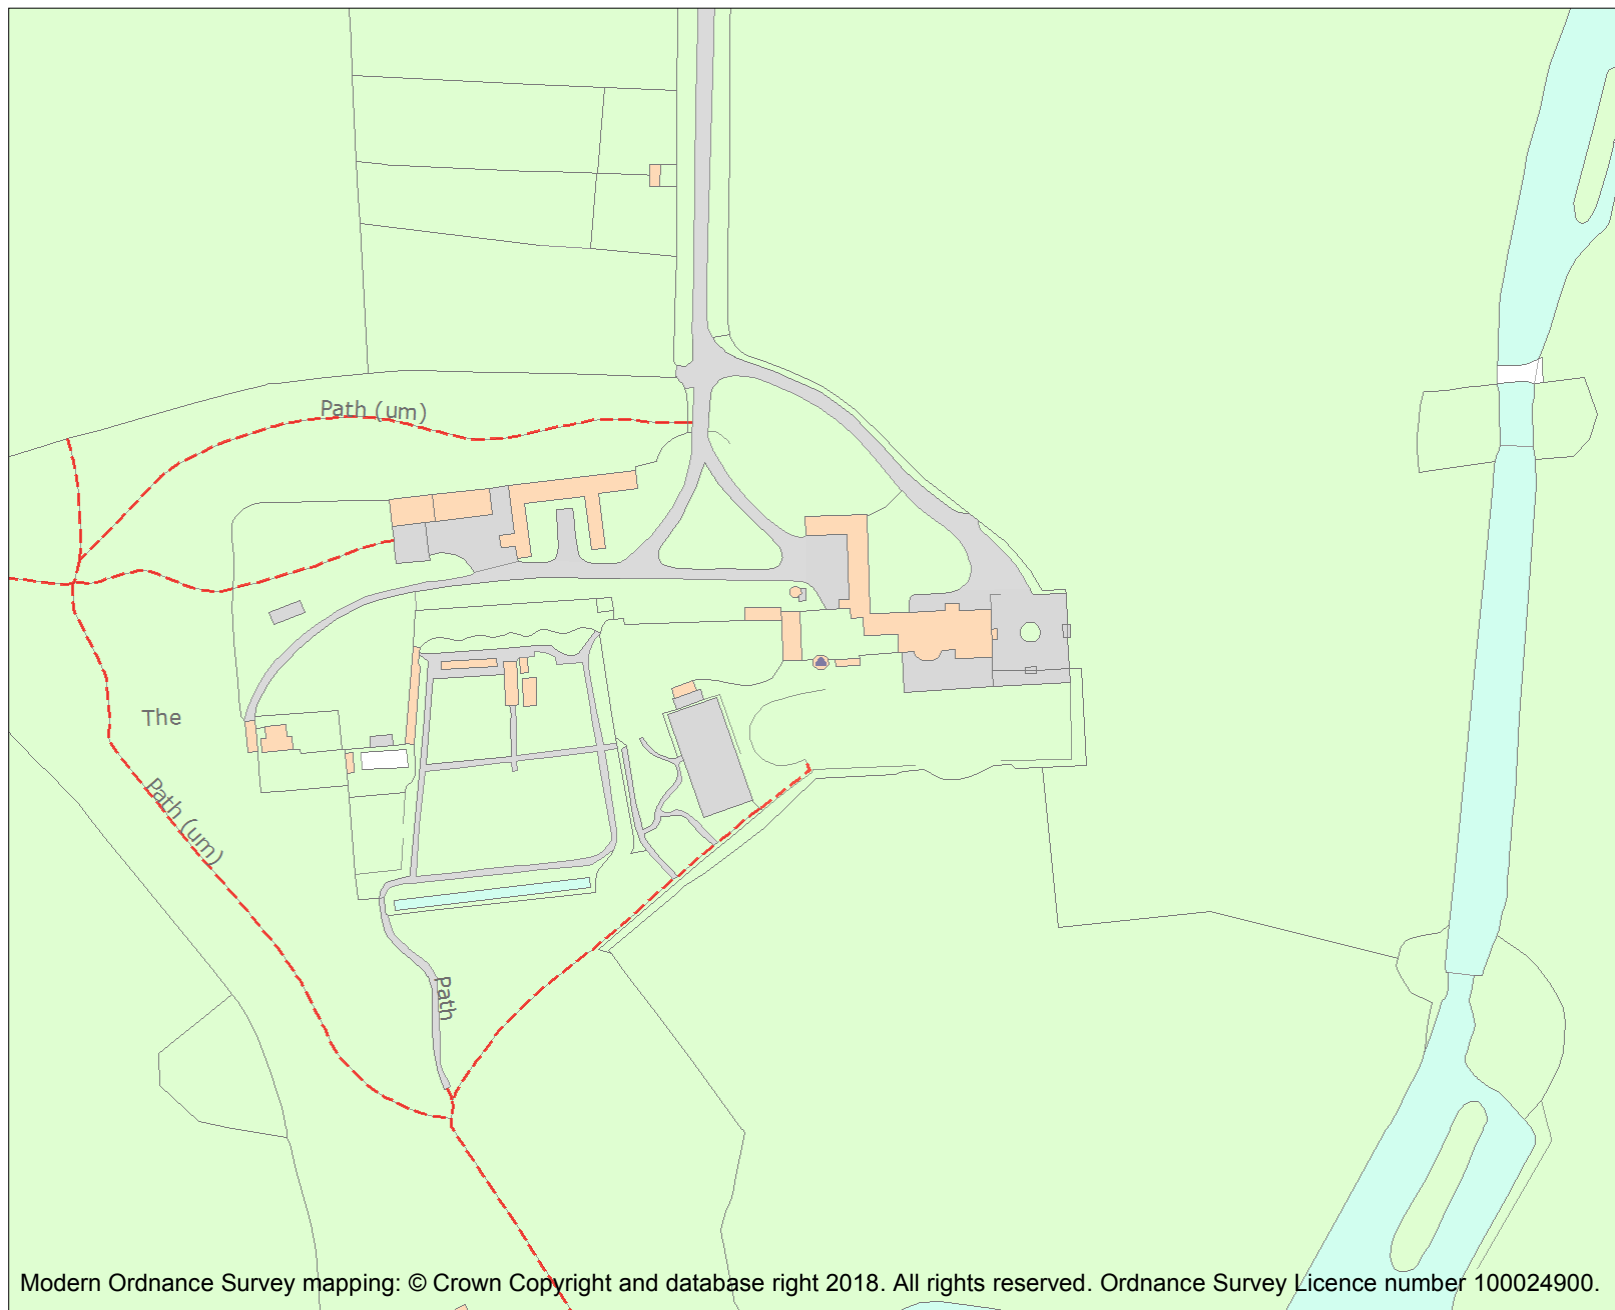 Path (um)
The
Path (um)
Path
Modern Ordnance Survey mapping: © Crown Copyright and database right 2018. All rights reserved. Ordnance Survey Licence number 100024900.